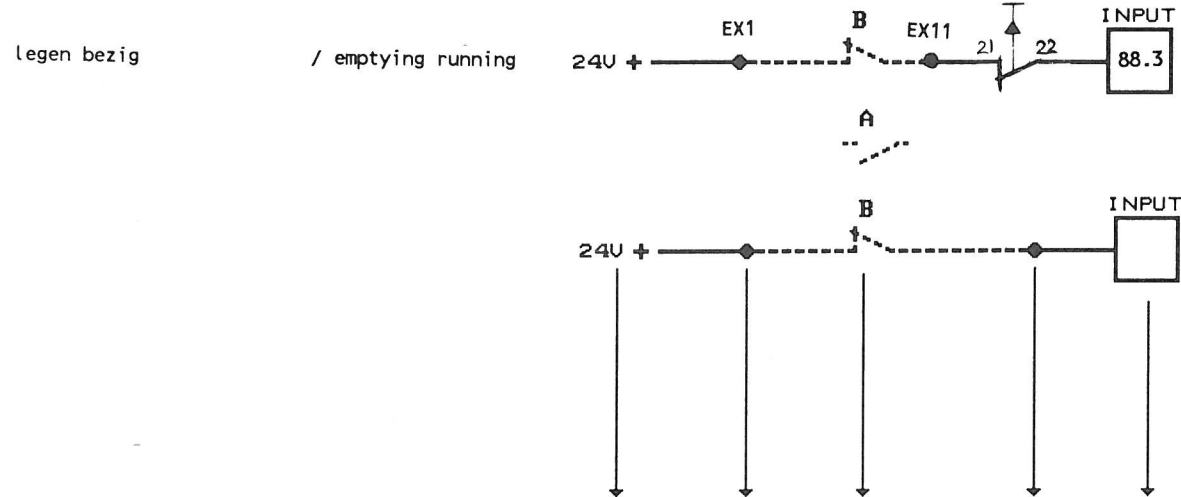 INPUT
EX1 B EX11
legen bezig / emptying running 24V + 21 22 88.3
A
B INPUT
24V +